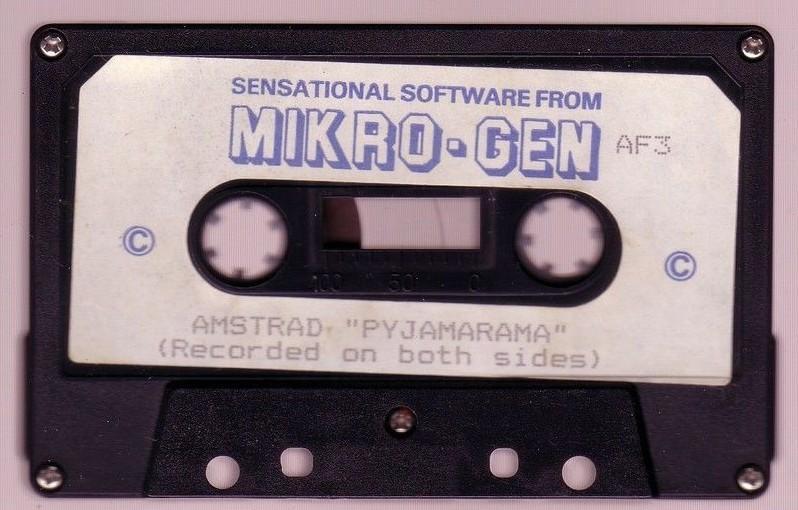 SENSATIONAL SOFTWARE FROM
MIKRO·GEN AF3
© ©
100 50 0
AMSTRAD "PYJAMARAMA"
(Recorded on both sides)